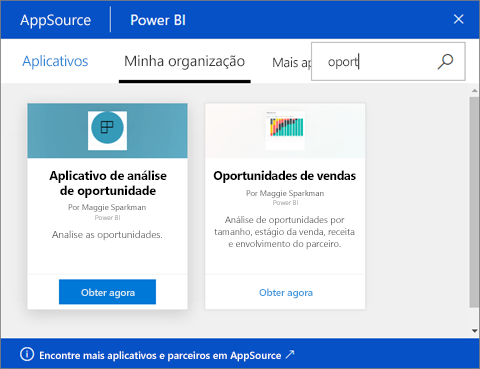 AppSource Power BI
Aplicativos Minha organização Mais ap oport
Aplicativo de análise
de oportunidade
Por Maggie Sparkman
Power BI
Analise as oportunidades.
Obter agora
Oportunidades de vendas
Por Maggie Sparkman
Power BI
Análise de oportunidades por
tamanho, estágio da venda, receita
e envolvimento do parceiro.
Obter agora
Encontre mais aplicativos e parceiros em AppSource